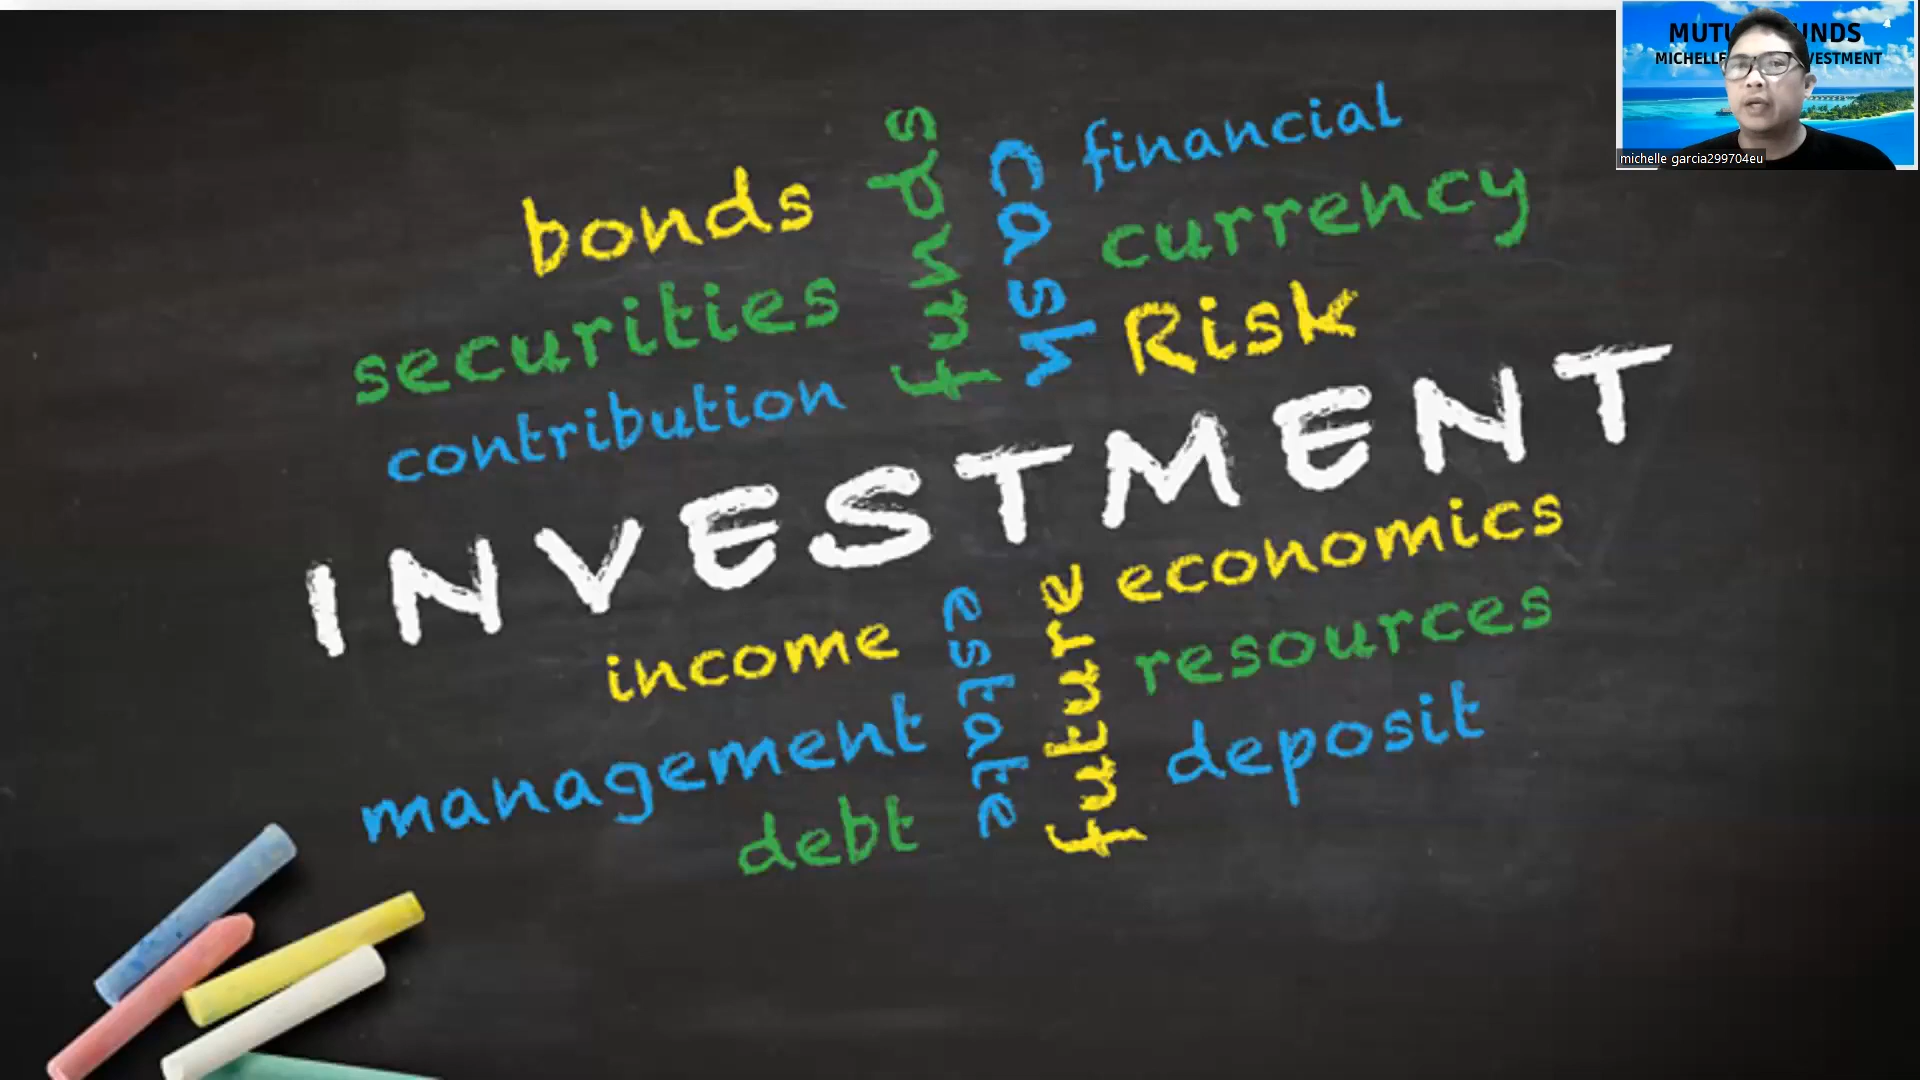 bonds
securities
contribution
funds
cash
financial
currency
Risk
INVESTMENT
income
management
debt
estate
future
economics
resources
deposit
MICHELLE
michelle garcia299704eu